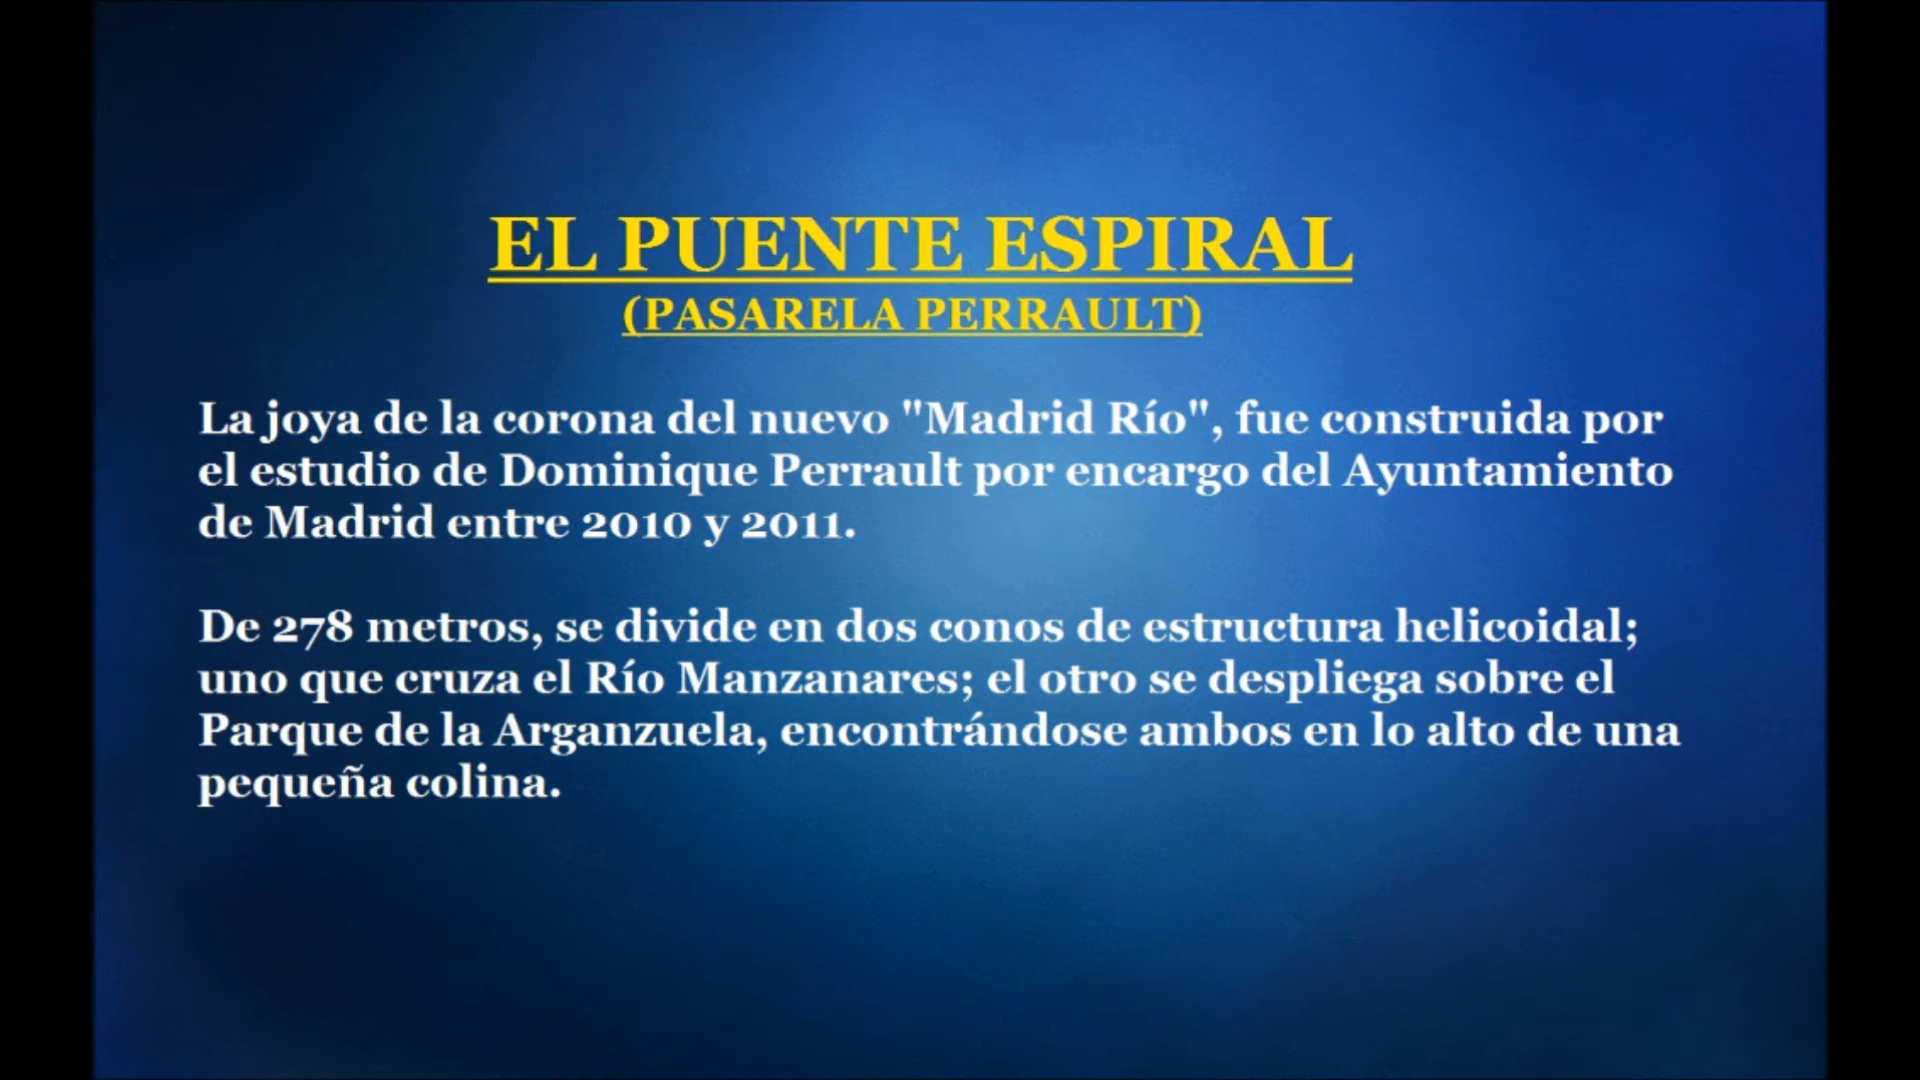 EL PUENTE ESPIRAL
(PASARELA PERRAULT)
La joya de la corona del nuevo "Madrid Río", fue construida por
el estudio de Dominique Perrault por encargo del Ayuntamiento
de Madrid entre 2010 y 2011.
De 278 metros, se divide en dos conos de estructura helicoidal;
uno que cruza el Río Manzanares; el otro se despliega sobre el
Parque de la Arganzuela, encontrándose ambos en lo alto de una
pequeña colina.